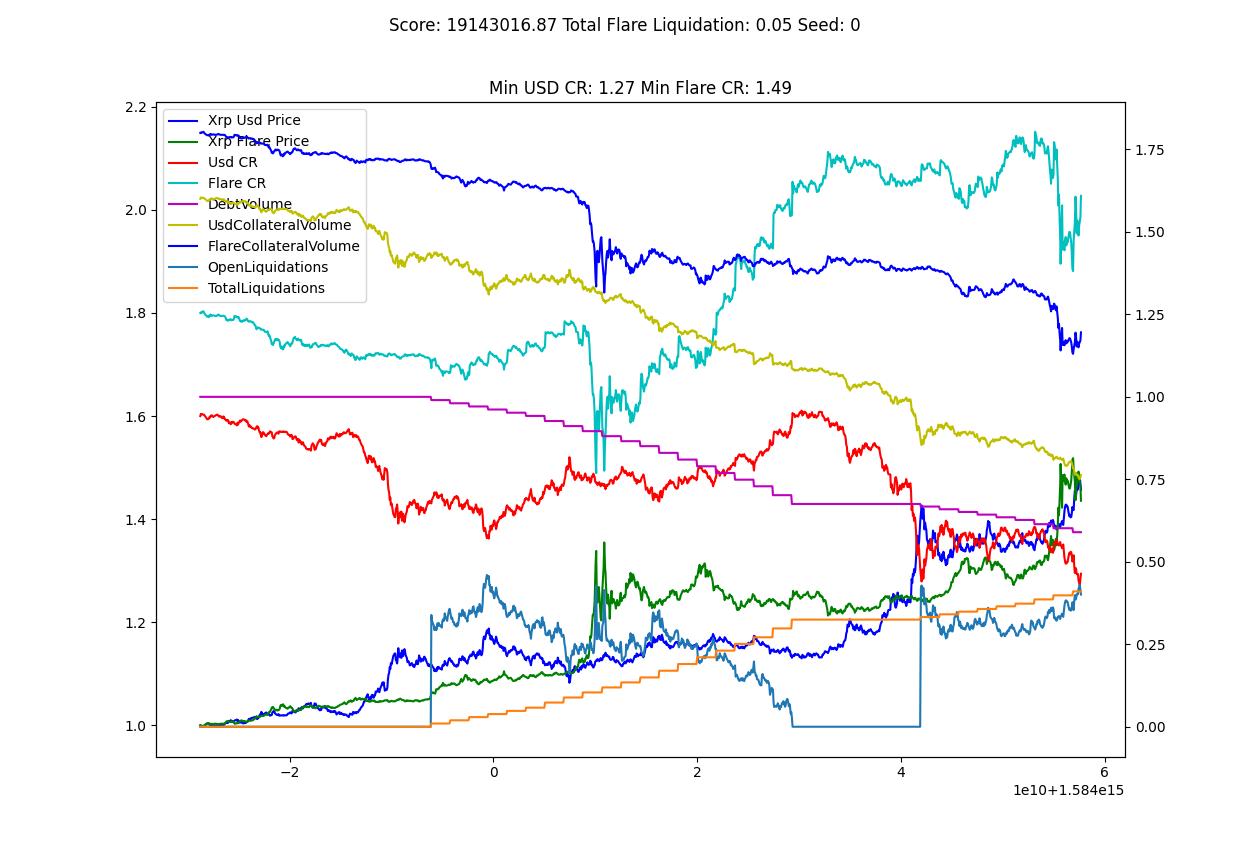 Score: 19143016.87 Total Flare Liquidation: 0.05 Seed: 0
Min USD CR: 1.27 Min Flare CR: 1.49
Xrp Usd Price
Xrp Flare Price
Usd CR
Flare CR
DebtVolume
UsdCollateralVolume
FlareCollateralVolume
OpenLiquidations
TotalLiquidations
2.2
2.0
1.8
1.6
1.4
1.2
1.0
1.75
1.50
1.25
1.00
0.75
0.50
0.25
0.00
−2 0 2 4 6
1e10+1.584e15